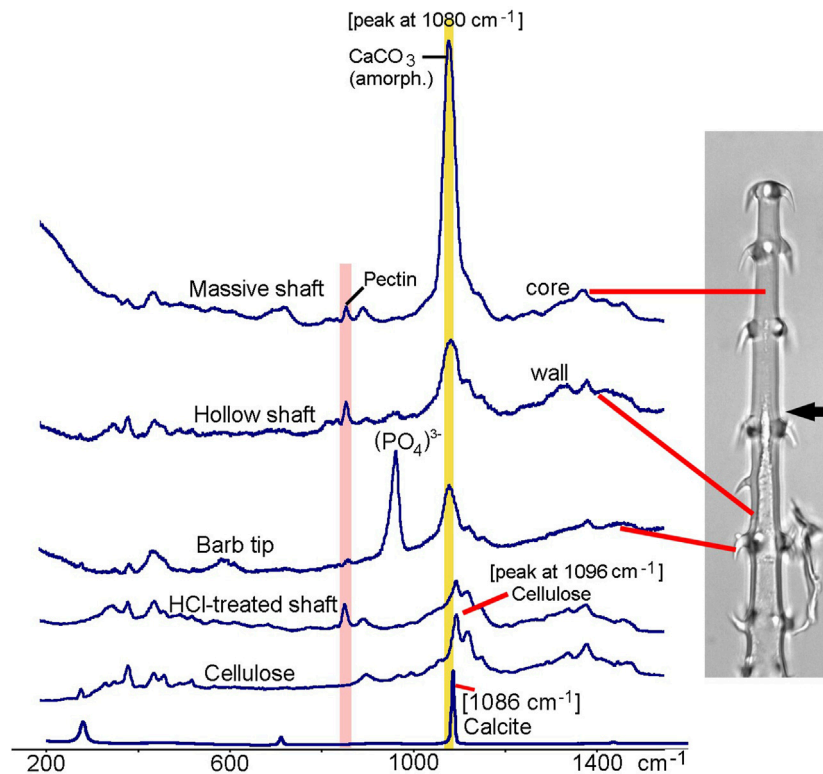 [peak at 1080 cm⁻¹]
CaCO₃
(amorph.)
Massive shaft
Pectin
core
Hollow shaft
wall
(PO₄)³⁻
Barb tip
[peak at 1096 cm⁻¹]
HCl-treated shaft
Cellulose
Cellulose
[1086 cm⁻¹]
Calcite
200 600 1000 1400 cm⁻¹